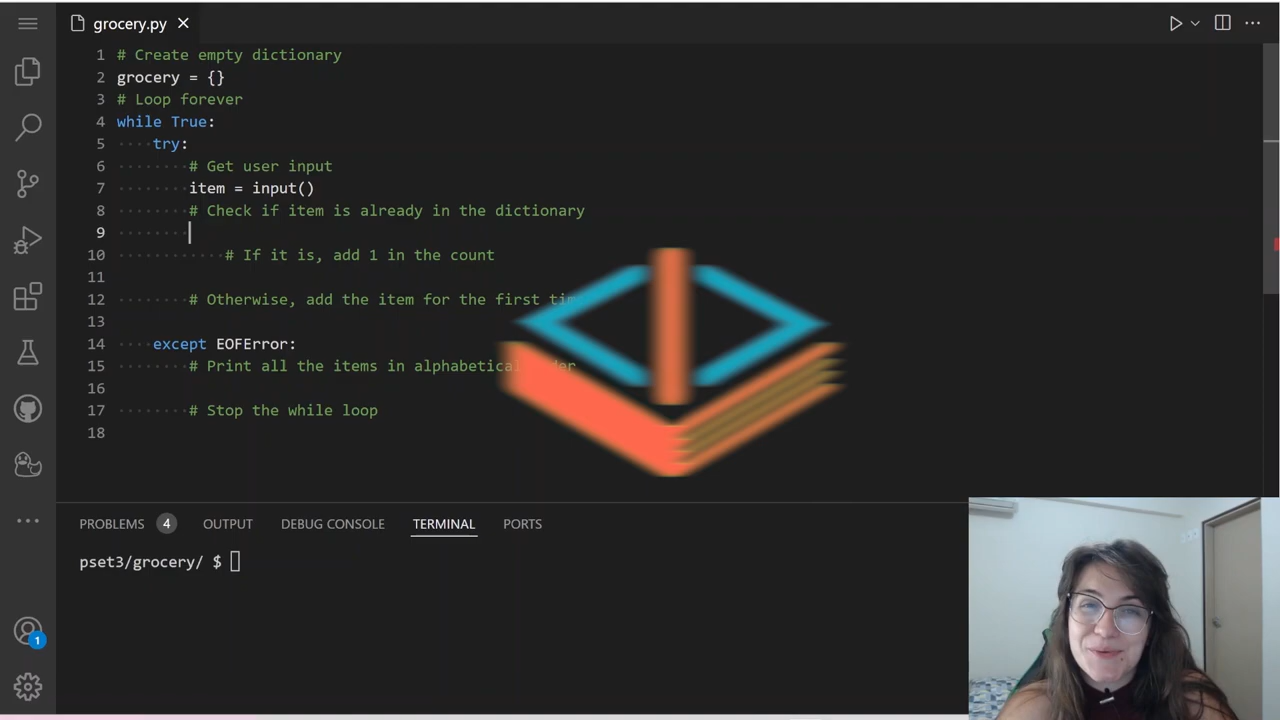 grocery.py
1 # Create empty dictionary
2 grocery = {}
3 # Loop forever
4 while True:
5 try:
6 # Get user input
7 item = input()
8 # Check if item is already in the dictionary
9
10 # If it is, add 1 in the count
11
12 # Otherwise, add the item for the first time
13
14 except EOFError:
15 # Print all the items in alphabetical order
16
17 # Stop the while loop
18
PROBLEMS 4 OUTPUT DEBUG CONSOLE TERMINAL PORTS
pset3/grocery/ $
1